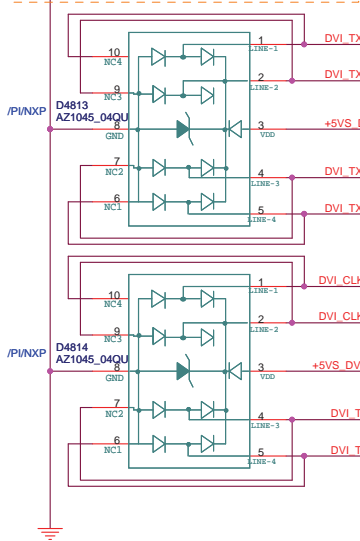 1
LINE-1
DVI_TX
10
NC4
2
LINE-2
DVI_TX
9
NC3
/PI/NXP
D4813
AZ1045_04QU
8
GND
3
VDD
+5VS_D
7
NC2
4
LINE-3
DVI_TX
6
NC1
5
LINE-4
DVI_TX
1
LINE-1
DVI_CLK
10
NC4
2
LINE-2
DVI_CLK
9
NC3
/PI/NXP
D4814
AZ1045_04QU
8
GND
3
VDD
+5VS_DV
7
NC2
4
LINE-3
DVI_T
6
NC1
5
LINE-4
DVI_T